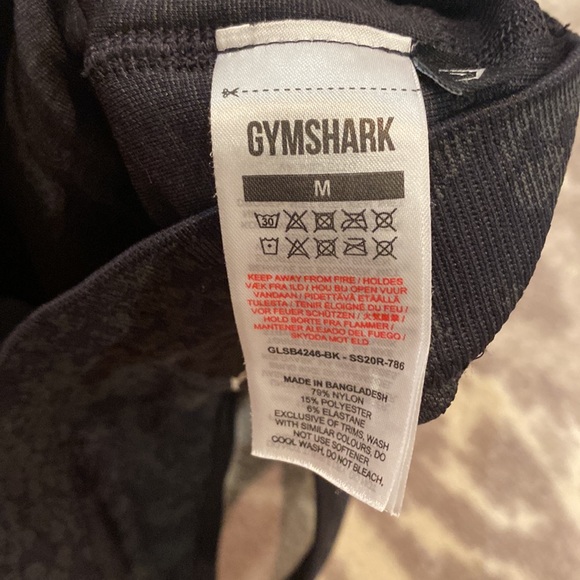 GYMSHARK
M
30
KEEP AWAY FROM FIRE / HOLDES
VÆK FRA ILD / HOU BIJ OPEN VUUR
VANDAAN / PIDETTÄVÄ ETÄÄLLÄ
TULESTA / TENIR ÉLOIGNÉ DU FEU /
VOR FEUER SCHÜTZEN / 火気厳禁 /
HOLD BORTE FRA FLAMMER /
MANTENER ALEJADO DEL FUEGO /
SKYDDA MOT ELD
GLSB4246-BK - SS20R-786
MADE IN BANGLADESH
79% NYLON
15% POLYESTER
6% ELASTANE
EXCLUSIVE OF TRIMS, WASH
WITH SIMILAR COLOURS, DO
NOT USE SOFTENER
COOL WASH, DO NOT BLEACH.